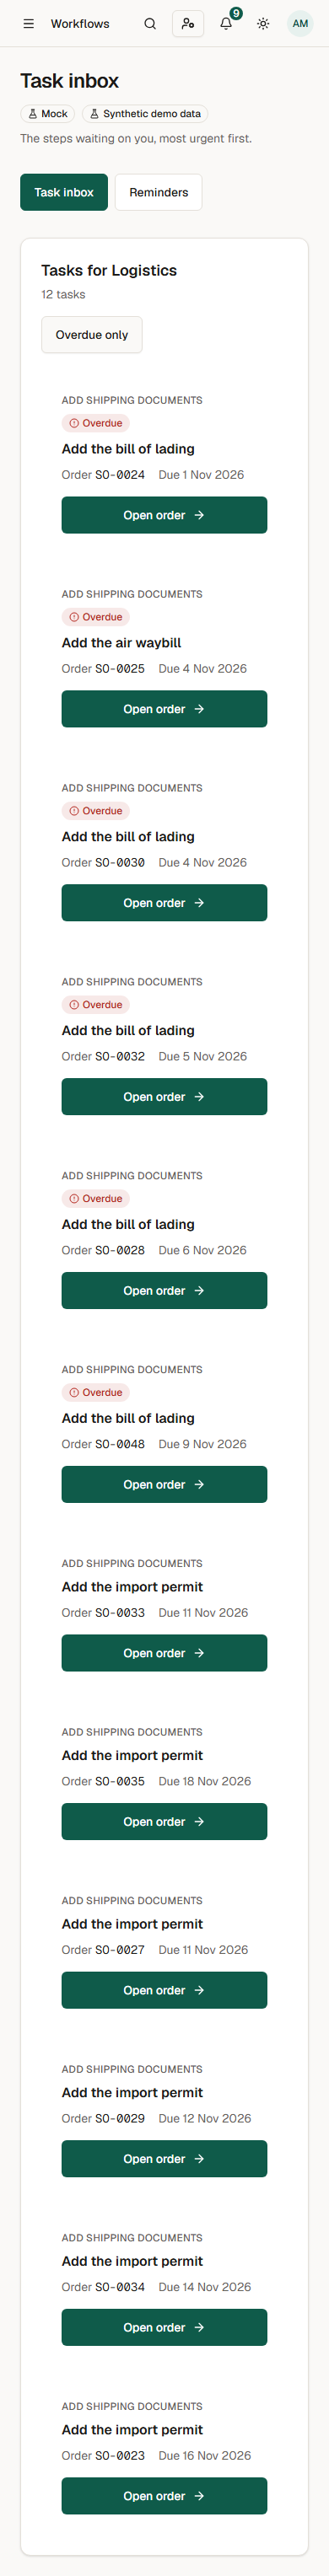 Workflows
9
AM
Task inbox
Mock
Synthetic demo data
The steps waiting on you, most urgent first.
Task inbox
Reminders
Tasks for Logistics
12 tasks
Overdue only
ADD SHIPPING DOCUMENTS
Overdue
Add the bill of lading
Order SO-0024 Due 1 Nov 2026
Open order
ADD SHIPPING DOCUMENTS
Overdue
Add the air waybill
Order SO-0025 Due 4 Nov 2026
Open order
ADD SHIPPING DOCUMENTS
Overdue
Add the bill of lading
Order SO-0030 Due 4 Nov 2026
Open order
ADD SHIPPING DOCUMENTS
Overdue
Add the bill of lading
Order SO-0032 Due 5 Nov 2026
Open order
ADD SHIPPING DOCUMENTS
Overdue
Add the bill of lading
Order SO-0028 Due 6 Nov 2026
Open order
ADD SHIPPING DOCUMENTS
Overdue
Add the bill of lading
Order SO-0048 Due 9 Nov 2026
Open order
ADD SHIPPING DOCUMENTS
Add the import permit
Order SO-0033 Due 11 Nov 2026
Open order
ADD SHIPPING DOCUMENTS
Add the import permit
Order SO-0035 Due 18 Nov 2026
Open order
ADD SHIPPING DOCUMENTS
Add the import permit
Order SO-0027 Due 11 Nov 2026
Open order
ADD SHIPPING DOCUMENTS
Add the import permit
Order SO-0029 Due 12 Nov 2026
Open order
ADD SHIPPING DOCUMENTS
Add the import permit
Order SO-0034 Due 14 Nov 2026
Open order
ADD SHIPPING DOCUMENTS
Add the import permit
Order SO-0023 Due 16 Nov 2026
Open order